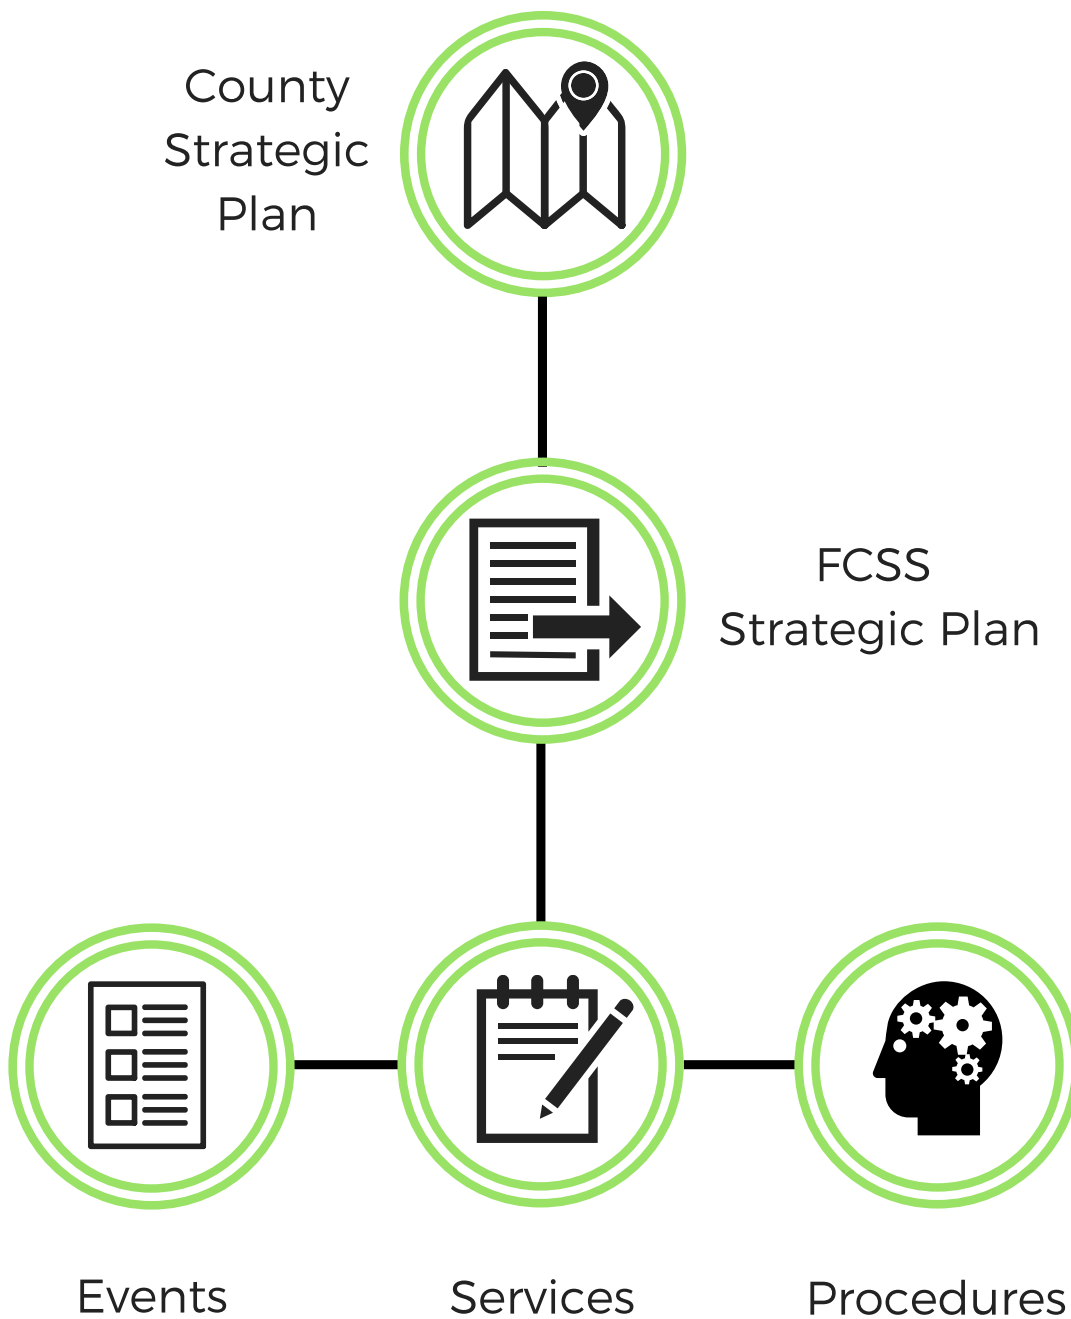 County
Strategic
Plan
FCSS
Strategic Plan
Events
Services
Procedures